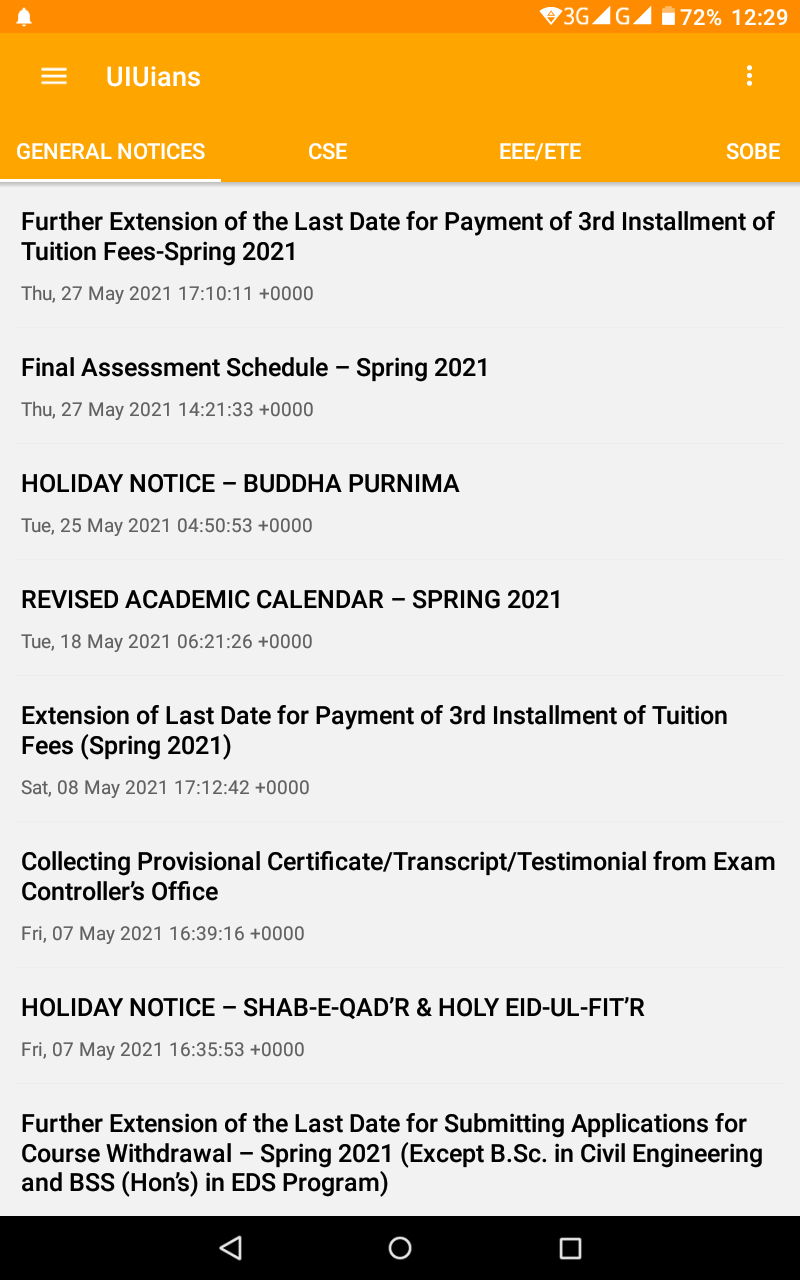 3G G 72% 12:29
UIUians
GENERAL NOTICES CSE EEE/ETE SOBE
Further Extension of the Last Date for Payment of 3rd Installment of
Tuition Fees-Spring 2021
Thu, 27 May 2021 17:10:11 +0000
Final Assessment Schedule – Spring 2021
Thu, 27 May 2021 14:21:33 +0000
HOLIDAY NOTICE – BUDDHA PURNIMA
Tue, 25 May 2021 04:50:53 +0000
REVISED ACADEMIC CALENDAR – SPRING 2021
Tue, 18 May 2021 06:21:26 +0000
Extension of Last Date for Payment of 3rd Installment of Tuition
Fees (Spring 2021)
Sat, 08 May 2021 17:12:42 +0000
Collecting Provisional Certificate/Transcript/Testimonial from Exam
Controller’s Office
Fri, 07 May 2021 16:39:16 +0000
HOLIDAY NOTICE – SHAB-E-QAD’R & HOLY EID-UL-FIT’R
Fri, 07 May 2021 16:35:53 +0000
Further Extension of the Last Date for Submitting Applications for
Course Withdrawal – Spring 2021 (Except B.Sc. in Civil Engineering
and BSS (Hon’s) in EDS Program)